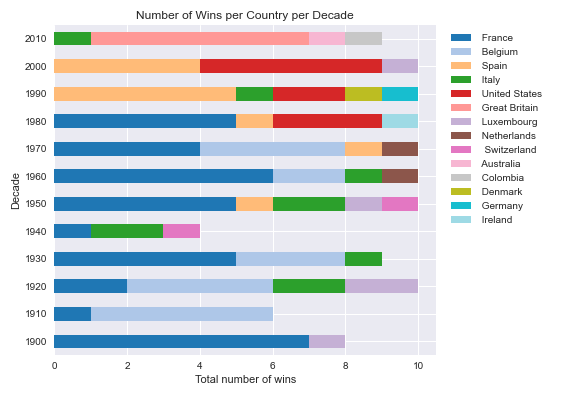 Number of Wins per Country per Decade
Decade
2010
2000
1990
1980
1970
1960
1950
1940
1930
1920
1910
1900
0 2 4 6 8 10
Total number of wins
France
Belgium
Spain
Italy
United States
Great Britain
Luxembourg
Netherlands
Switzerland
Australia
Colombia
Denmark
Germany
Ireland